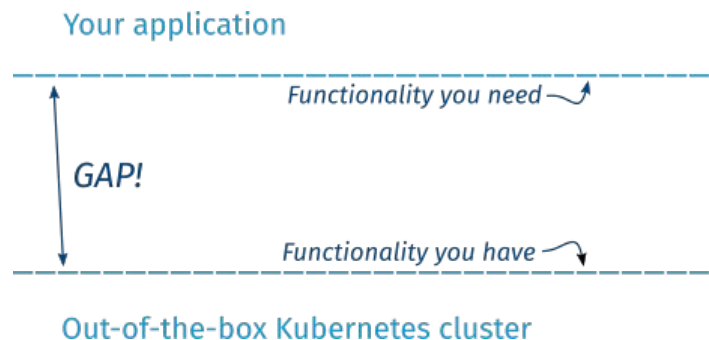 Your application
Functionality you need
GAP!
Functionality you have
Out-of-the-box Kubernetes cluster